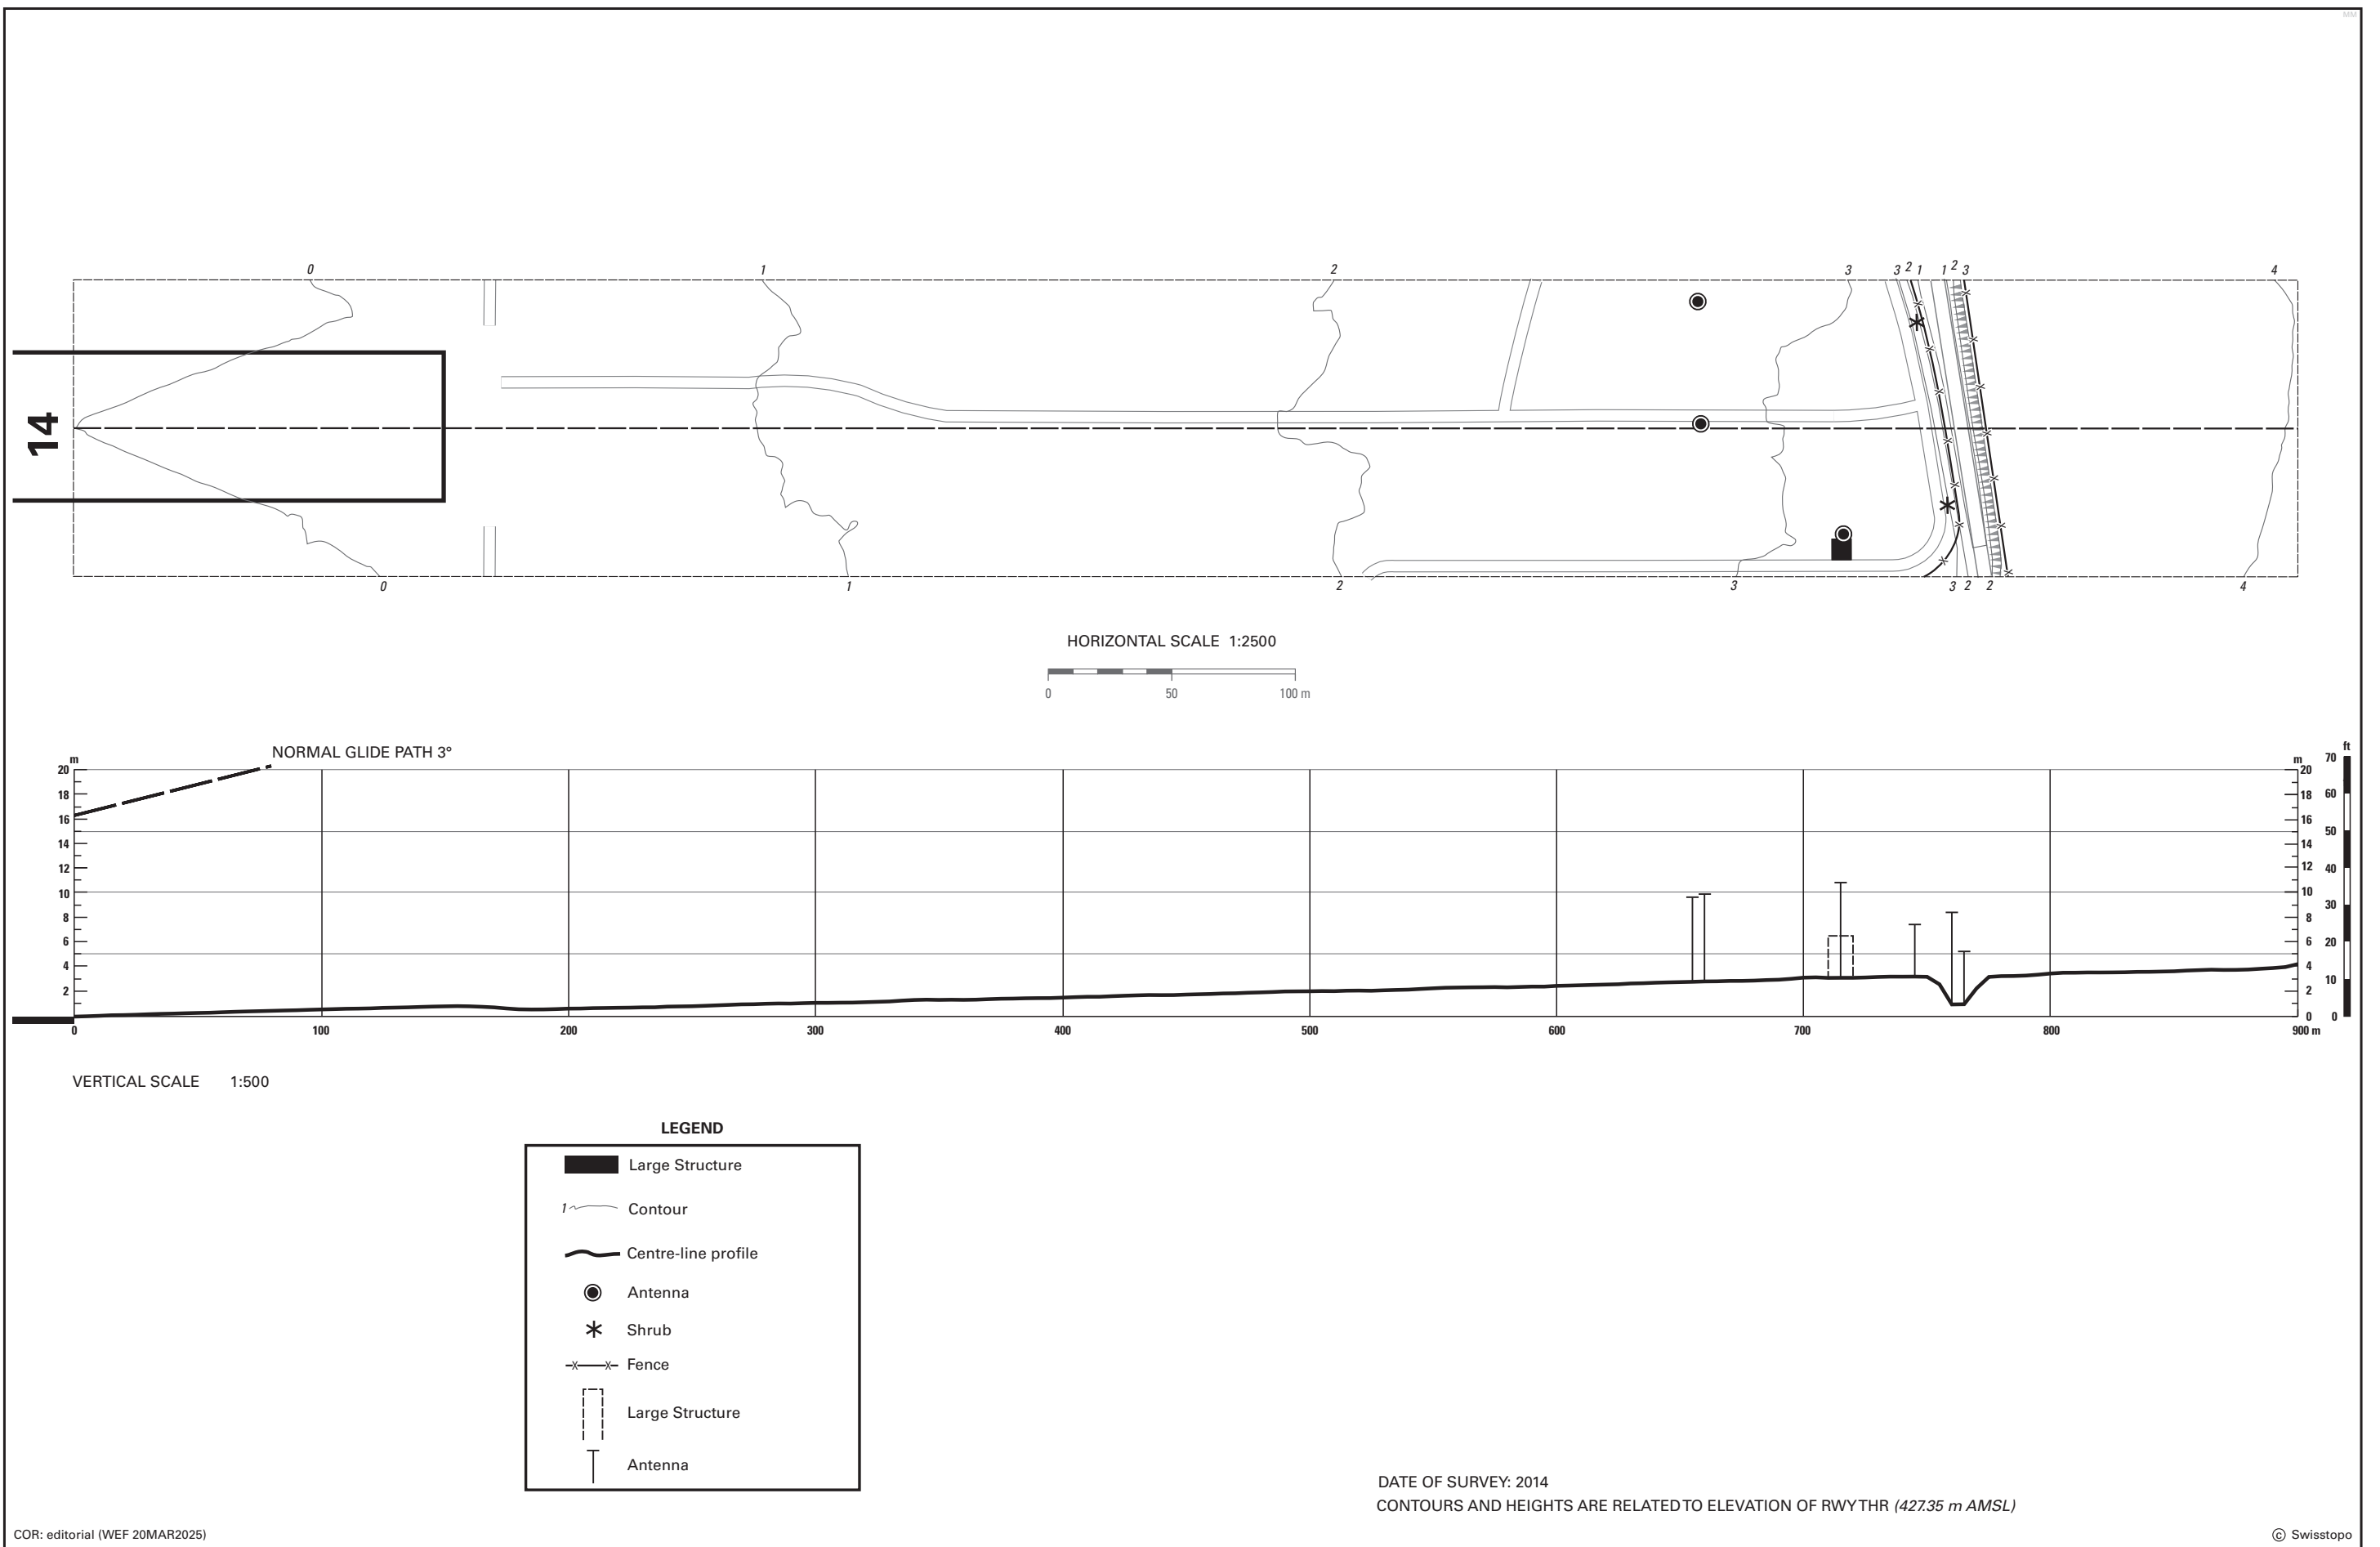 MM
0 1 2 3 3 2 1 1 2 3 4
14
0 1 2 3 3 2 2 4
HORIZONTAL SCALE 1:2500
0 50 100 m
NORMAL GLIDE PATH 3°
ft
m m 70
20 20
18 18 60
16 16
50
14 14
12 12 40
10 10
30
8 8
6 6 20
4 4
10
2 2
0 0
0 100 200 300 400 500 600 700 800 900 m
VERTICAL SCALE 1:500
LEGEND
Large Structure
1 Contour
Centre-line profile
Antenna
Shrub
Fence
Large Structure
Antenna
DATE OF SURVEY: 2014
CONTOURS AND HEIGHTS ARE RELATED TO ELEVATION OF RWY THR (427.35 m AMSL)
COR: editorial (WEF 20MAR2025)
© Swisstopo